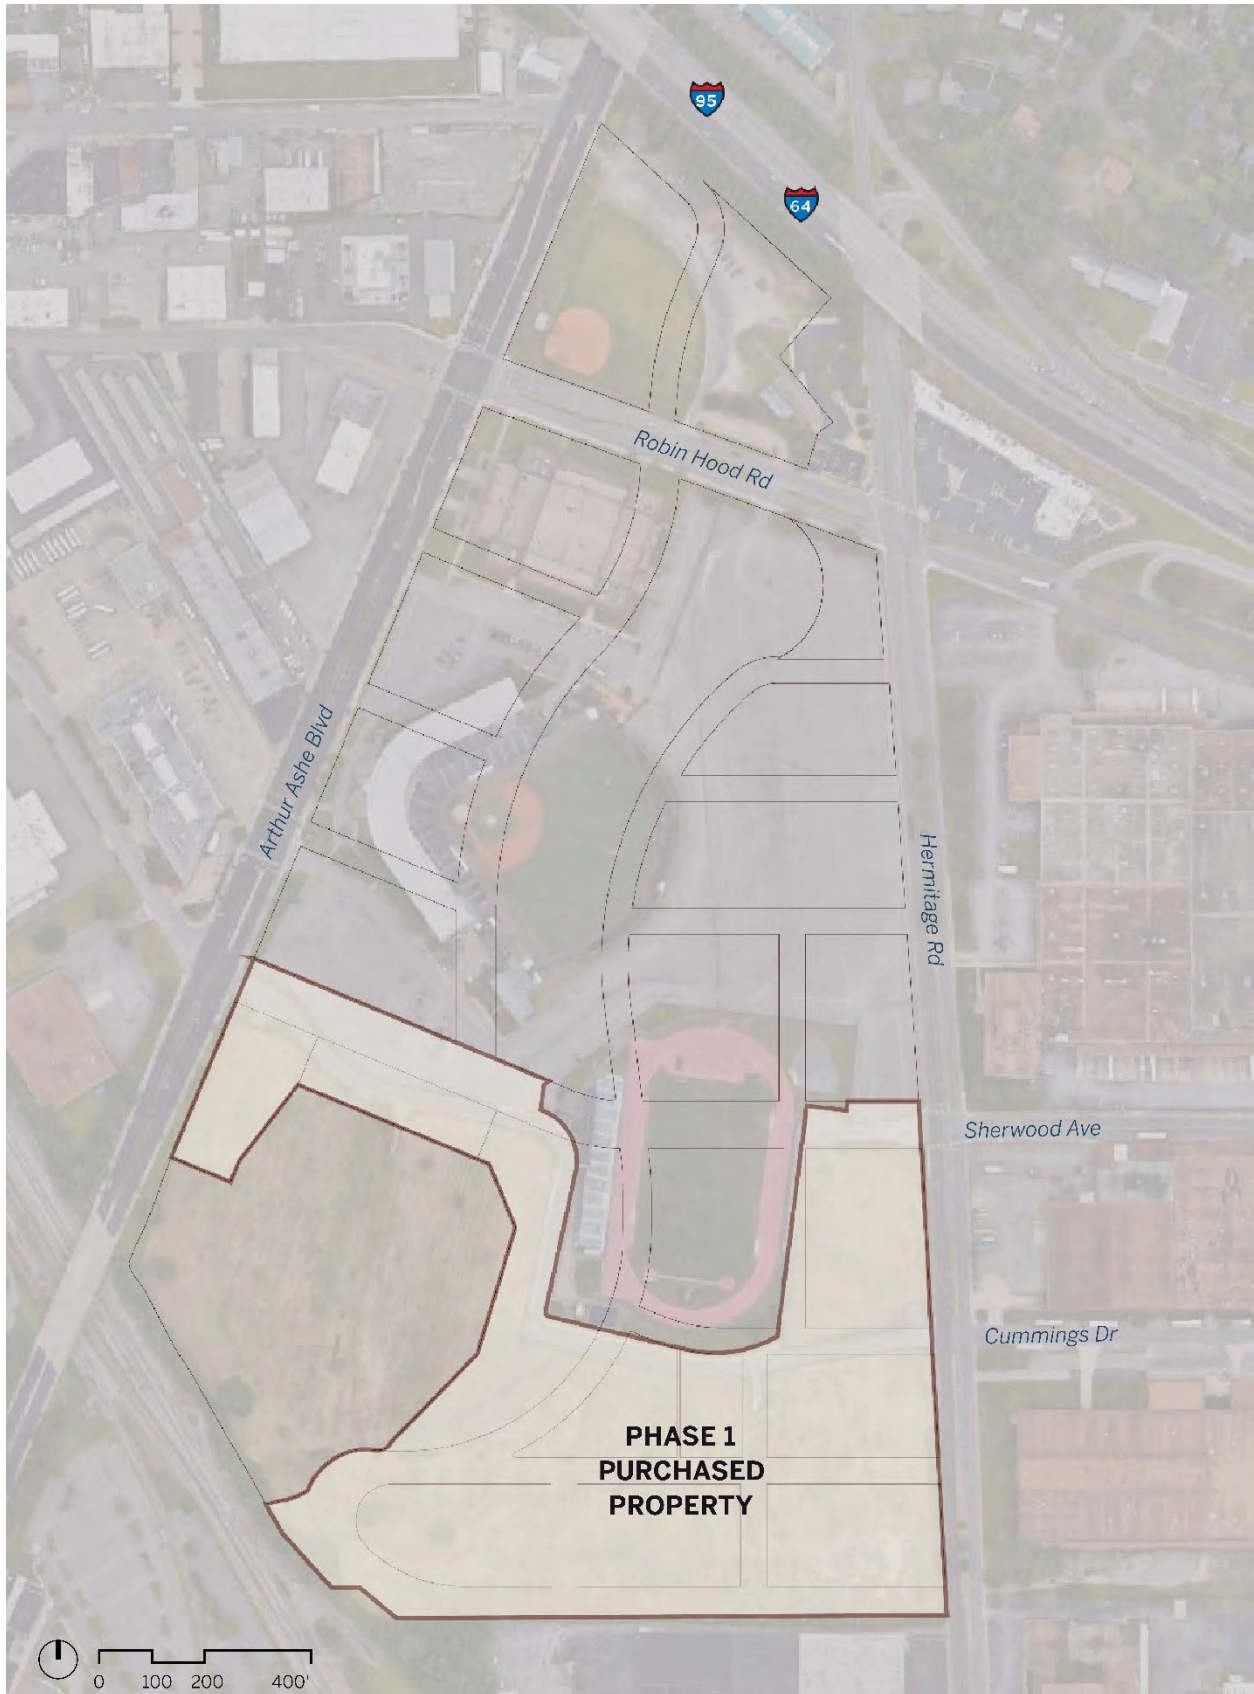 95
64
Robin Hood Rd
Arthur Ashe Blvd
Hermitage Rd
Sherwood Ave
Cummings Dr
PHASE 1
PURCHASED
PROPERTY
0 100 200 400'